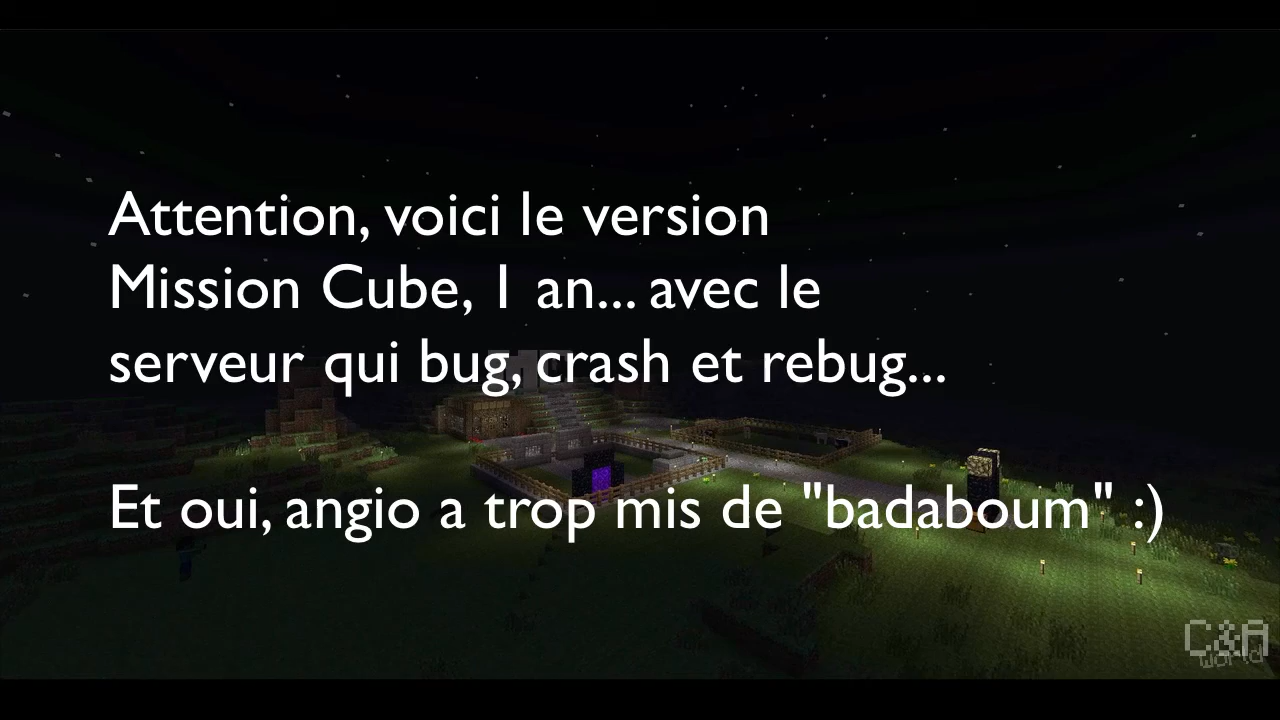 Attention, voici le version
Mission Cube, 1 an... avec le
serveur qui bug, crash et rebug...
Et oui, angio a trop mis de "badaboum" :)
C&A
world